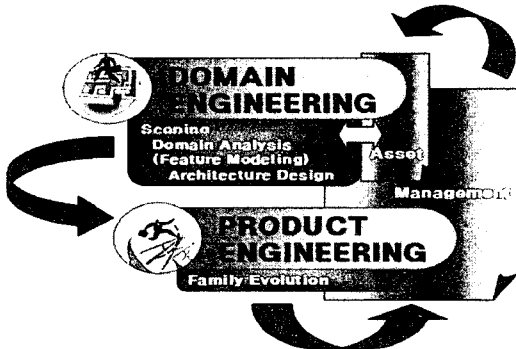 DOMAIN
ENGINEERING
Scoping
Domain Analysis
(Feature Modeling)
Architecture Design
Asset
Management
PRODUCT
ENGINEERING
Family Evolution